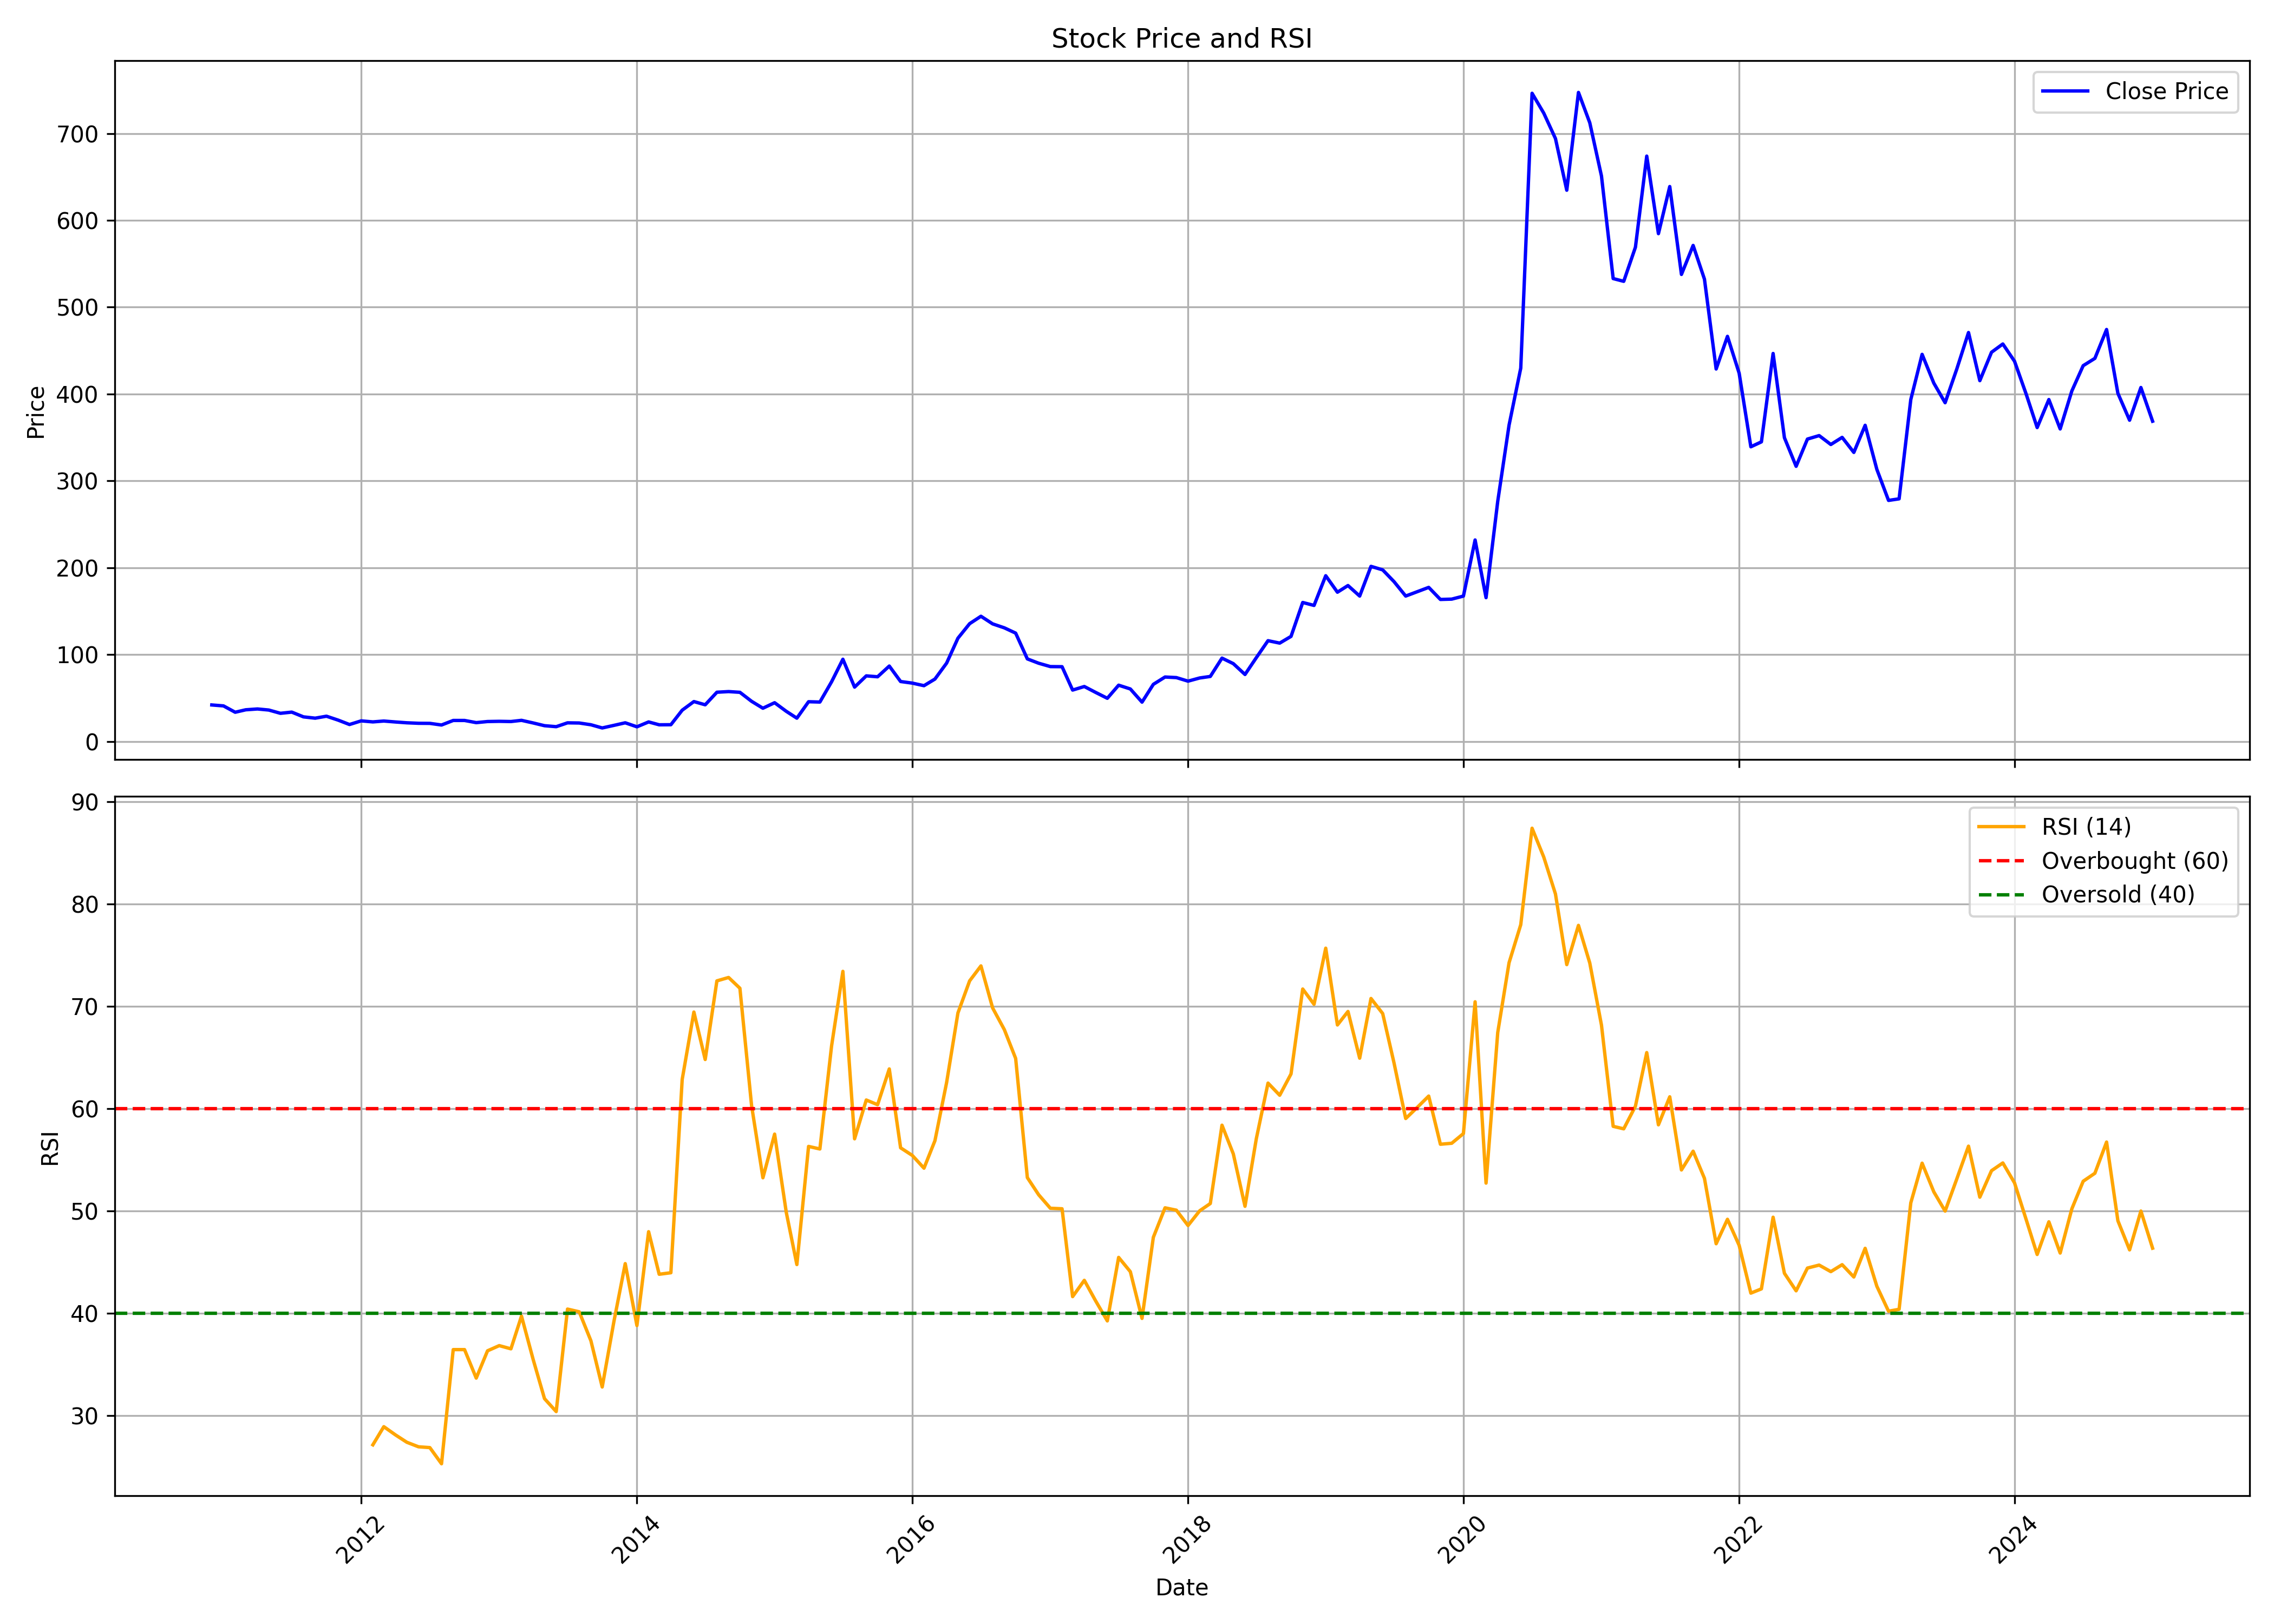 Stock Price and RSI
Close Price
700
600
500
400
300
200
100
0
Price
90
80
70
60
50
40
30
RSI
RSI (14)
Overbought (60)
Oversold (40)
2012
2014
2016
2018
2020
2022
2024
Date